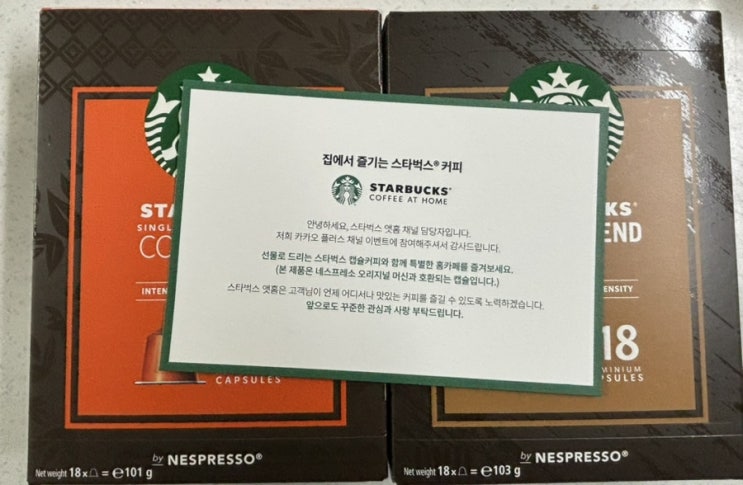 집에서 즐기는 스타벅스® 커피
STARBUCKS®
COFFEE AT HOME
안녕하세요, 스타벅스 앳홈 채널 담당자입니다.
저희 카카오 플러스 채널 이벤트에 참여해주셔서 감사드립니다.
선물로 드리는 스타벅스 캡슐커피와 함께 특별한 홈카페를 즐겨보세요.
(본 제품은 네스프레소 오리지널 머신과 호환되는 캡슐입니다.)
스타벅스 앳홈은 고객님이 언제 어디서나 맛있는 커피를 즐길 수 있도록 노력하겠습니다.
앞으로도 꾸준한 관심과 사랑 부탁드립니다.
STA
SINGL
CO
INTEN
CAPSULES
by NESPRESSO®
Net weight 18 x = ℮101 g
KS®
END
ENSITY
18
MINIUM
SULES
by NESPRESSO®
Net weight 18 x = ℮103 g